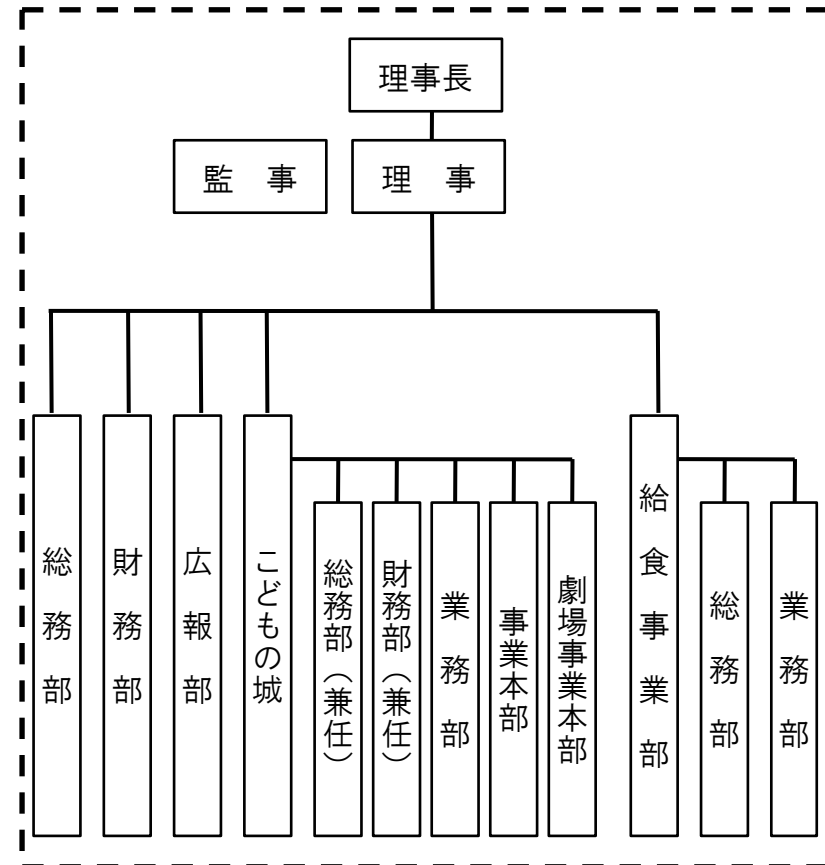 理事長
監　事
理　事
総務部
財務部
広報部
こどもの城
総務部（兼任）
財務部（兼任）
業務部
事業本部
劇場事業本部
給食事業部
総務部
業務部